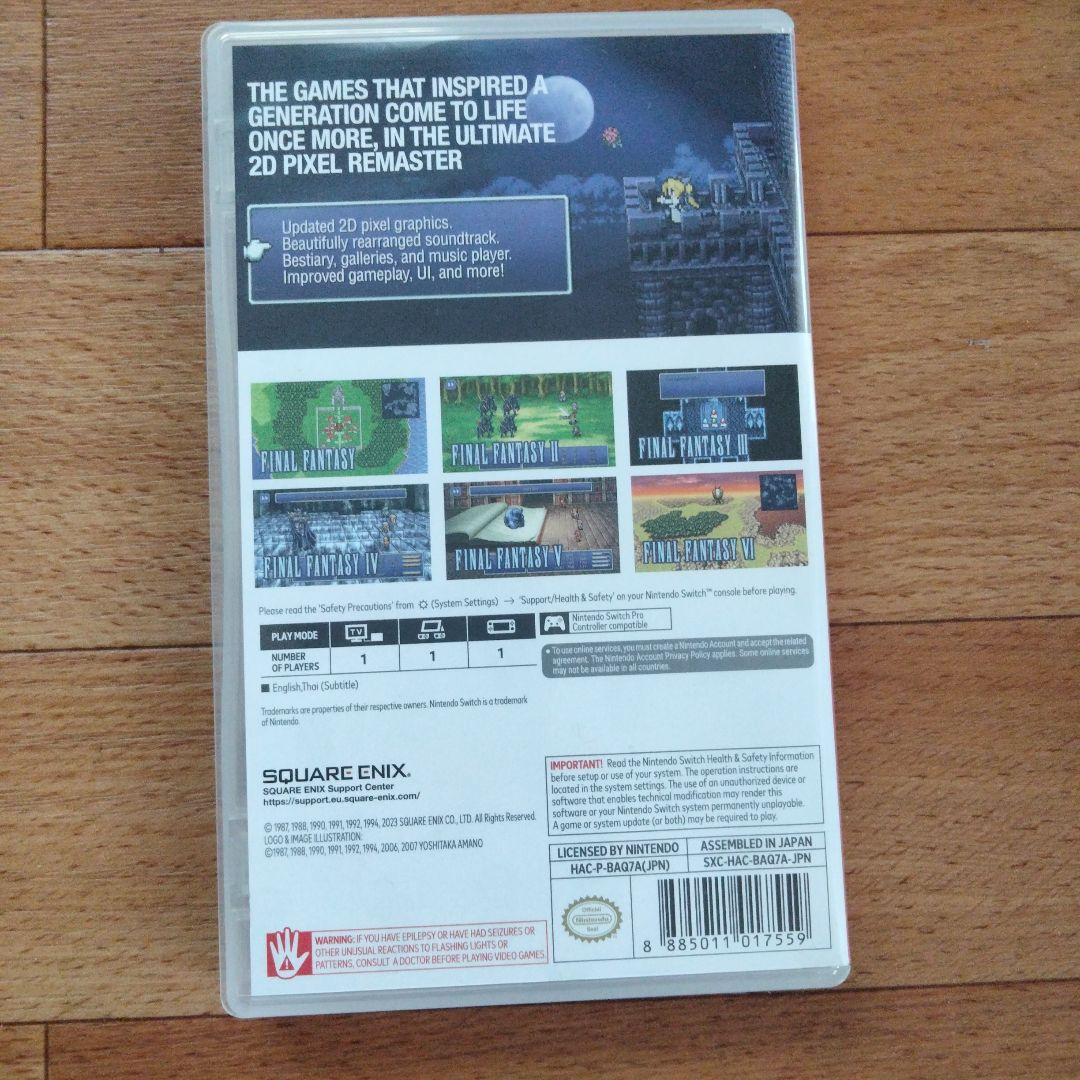 THE GAMES THAT INSPIRED A
GENERATION COME TO LIFE
ONCE MORE, IN THE ULTIMATE
2D PIXEL REMASTER
Updated 2D pixel graphics.
Beautifully rearranged soundtrack.
Bestiary, galleries, and music player.
Improved gameplay, UI, and more!
FINAL FANTASY
FINAL FANTASY II
FINAL FANTASY III
FINAL FANTASY IV
FINAL FANTASY V
FINAL FANTASY VI
Please read the 'Safety Precautions' from (System Settings) → 'Support/Health & Safety' on your Nintendo Switch™ console before playing.
PLAY MODE
TV
NUMBER
OF PLAYERS
1
1
1
Nintendo Switch Pro
Controller compatible
• To use online services, you must create a Nintendo Account and accept the related
agreement. The Nintendo Account Privacy Policy applies. Some online services
may not be available in all countries.
■ English,Thai (Subtitle)
Trademarks are properties of their respective owners. Nintendo Switch is a trademark
of Nintendo.
SQUARE ENIX®
SQUARE ENIX Support Center
https://support.eu.square-enix.com/
© 1987, 1988, 1990, 1991, 1992, 1994, 2023 SQUARE ENIX CO., LTD. All Rights Reserved.
LOGO & IMAGE ILLUSTRATION:
©1987, 1988, 1990, 1991, 1992, 1994, 2006, 2007 YOSHITAKA AMANO
IMPORTANT! Read the Nintendo Switch Health & Safety Information
before setup or use of your system. The operation instructions are
located in the system settings. The use of an unauthorized device or
software that enables technical modification may render this
software or your Nintendo Switch system permanently unplayable.
A game or system update (or both) may be required to play.
LICENSED BY NINTENDO
ASSEMBLED IN JAPAN
HAC-P-BAQ7A(JPN)
SXC-HAC-BAQ7A-JPN
Official
Nintendo
Seal
8 885011 017559
WARNING: IF YOU HAVE EPILEPSY OR HAVE HAD SEIZURES OR
OTHER UNUSUAL REACTIONS TO FLASHING LIGHTS OR
PATTERNS, CONSULT A DOCTOR BEFORE PLAYING VIDEO GAMES.